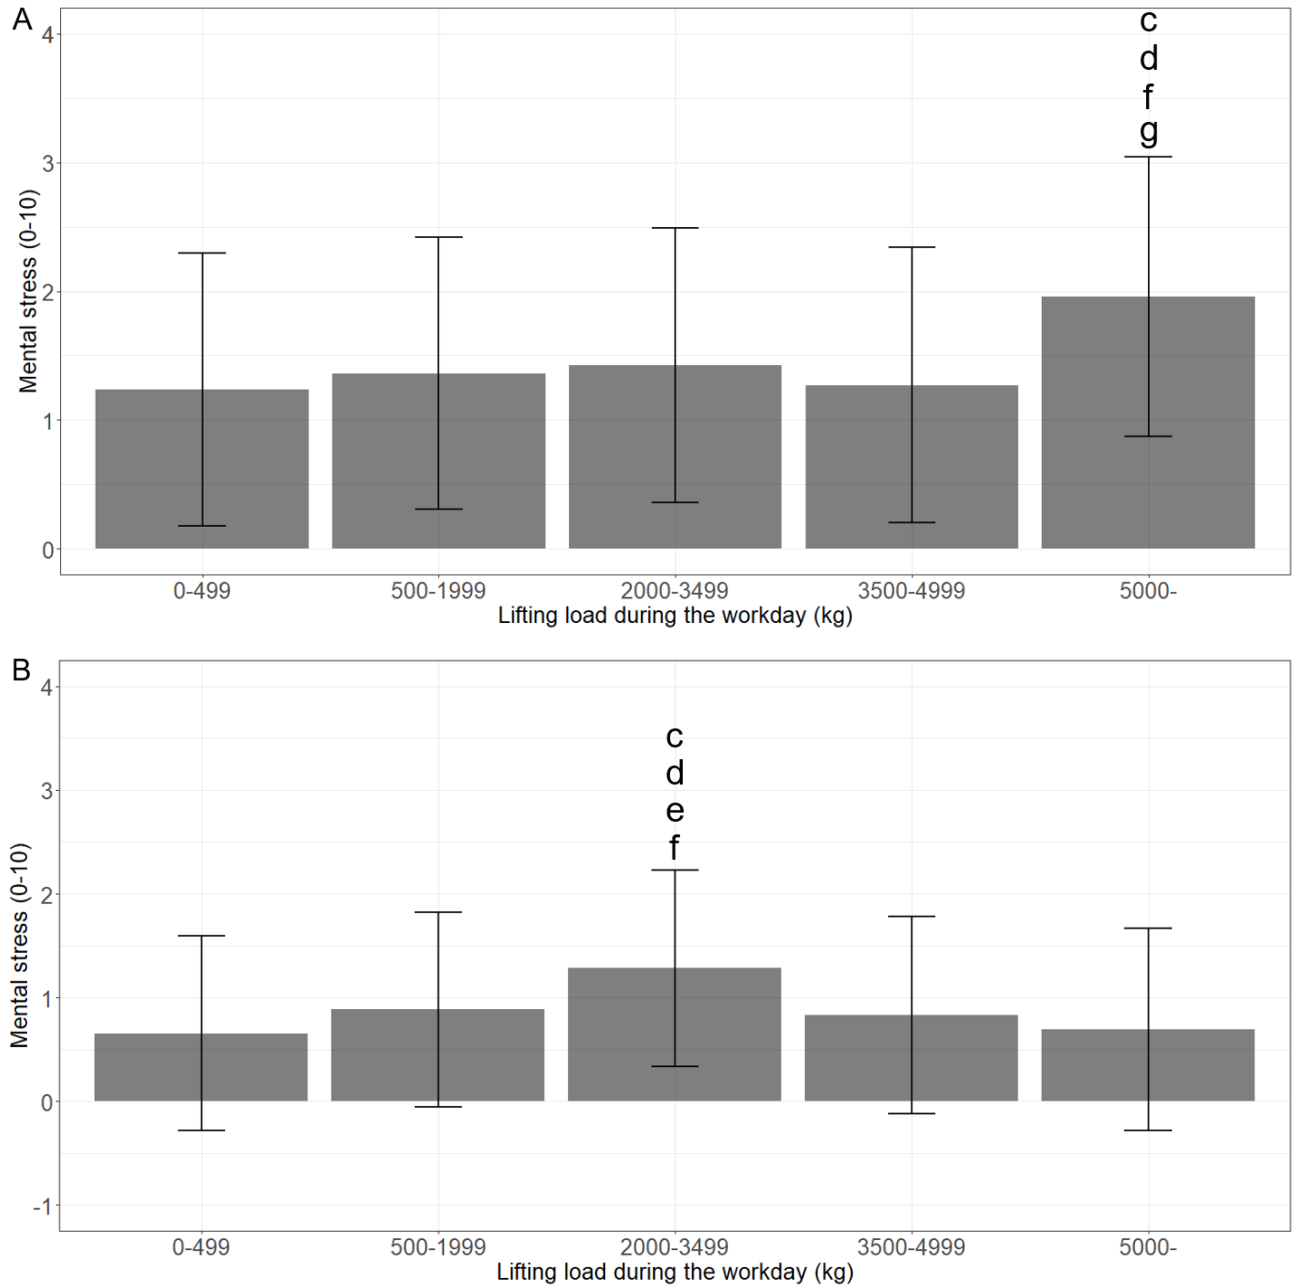 A
c
d
f
g
4
3
2
1
0
Mental stress (0-10)
0-499 500-1999 2000-3499 3500-4999 5000-
Lifting load during the workday (kg)
B
c
d
e
f
4
3
2
1
0
-1
Mental stress (0-10)
0-499 500-1999 2000-3499 3500-4999 5000-
Lifting load during the workday (kg)